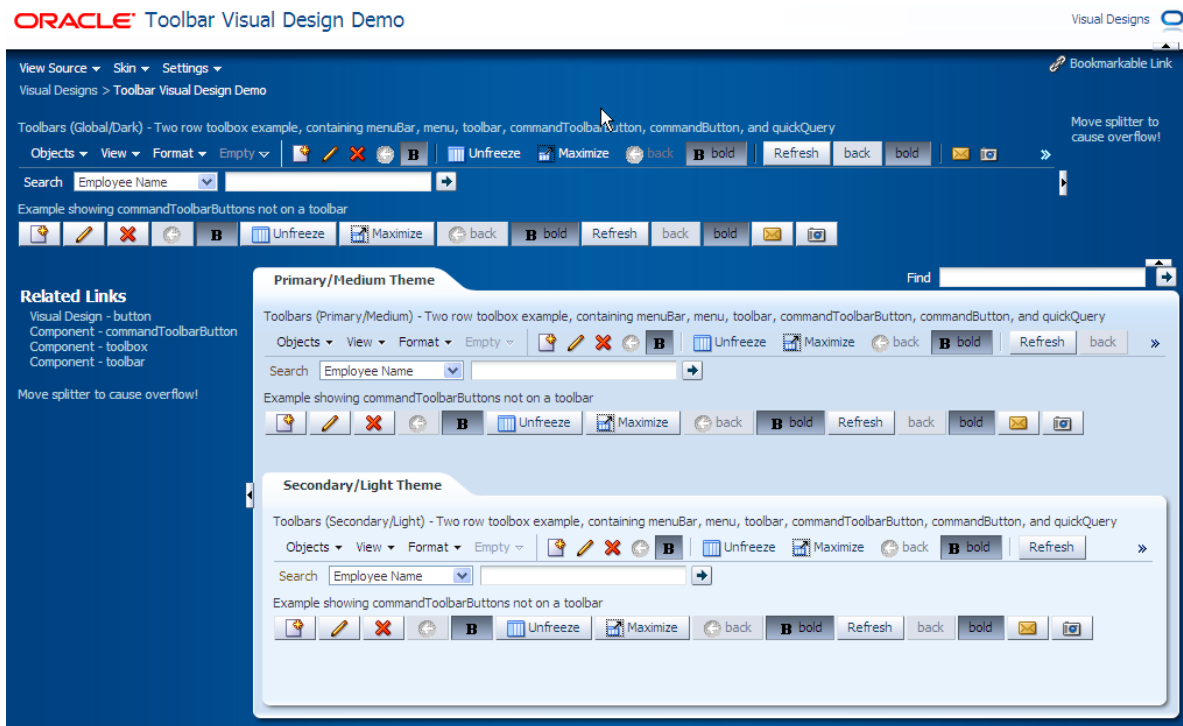 ORACLE Toolbar Visual Design Demo
Visual Designs
View Source Skin Settings
Bookmarkable Link
Visual Designs > Toolbar Visual Design Demo
Toolbars (Global/Dark) - Two row toolbox example, containing menuBar, menu, toolbar, commandToolbarButton, commandButton, and quickQuery
Move splitter to
cause overflow!
Objects View Format Empty B Unfreeze Maximize back B bold Refresh back bold »
Search Employee Name
Example showing commandToolbarButtons not on a toolbar
B Unfreeze Maximize back B bold Refresh back bold
Related Links
Visual Design - button
Component - commandToolbarButton
Component - toolbox
Component - toolbar
Move splitter to cause overflow!
Primary/Medium Theme
Find
Toolbars (Primary/Medium) - Two row toolbox example, containing menuBar, menu, toolbar, commandToolbarButton, commandButton, and quickQuery
Objects View Format Empty B Unfreeze Maximize back B bold Refresh back »
Search Employee Name
Example showing commandToolbarButtons not on a toolbar
B Unfreeze Maximize back B bold Refresh back bold
Secondary/Light Theme
Toolbars (Secondary/Light) - Two row toolbox example, containing menuBar, menu, toolbar, commandToolbarButton, commandButton, and quickQuery
Objects View Format Empty B Unfreeze Maximize back B bold Refresh »
Search Employee Name
Example showing commandToolbarButtons not on a toolbar
B Unfreeze Maximize back B bold Refresh back bold